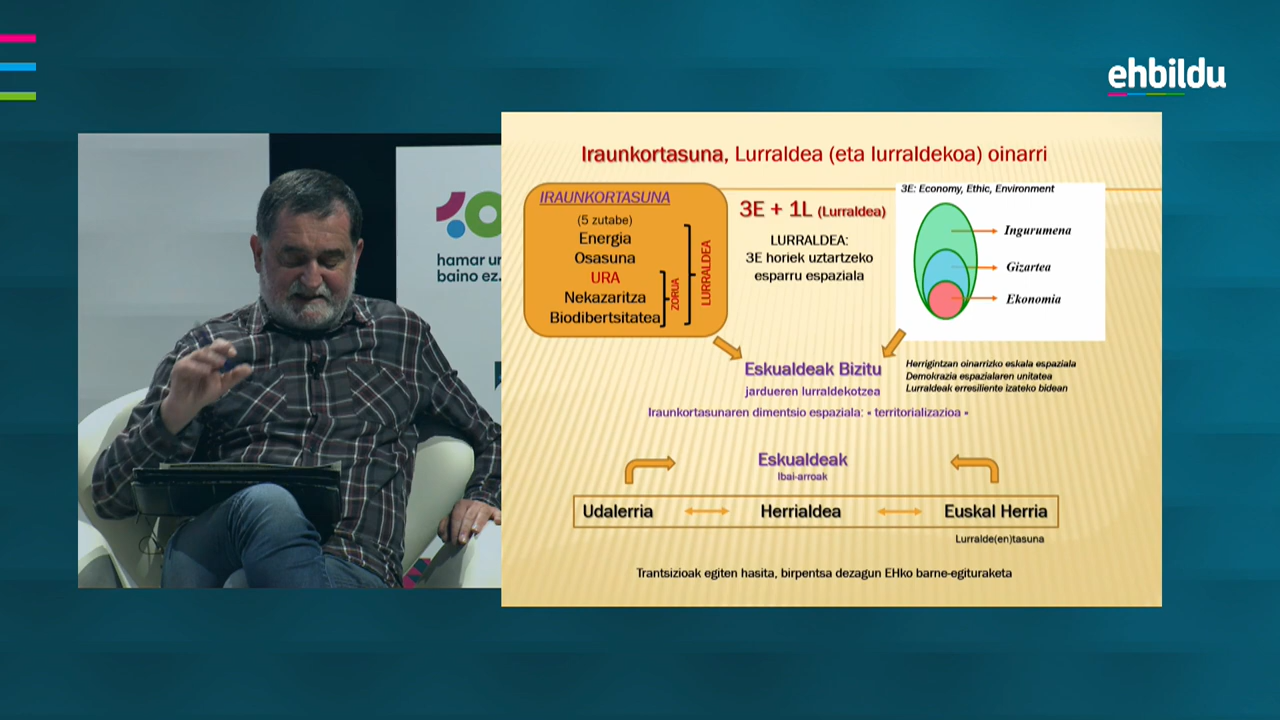 ehbildu
hamar ur
baino ez.
Iraunkortasuna, Lurraldea (eta lurraldekoa) oinarri
IRAUNKORTASUNA
(5 zutabe)
Energia
Osasuna
URA
Nekazaritza
Biodibertsitatea
ZORUA
LURRALDEA
3E + 1L (Lurraldea)
LURRALDEA:
3E horiek uztartzeko
esparru espaziala
3E: Economy, Ethic, Environment
Ingurumena
Gizartea
Ekonomia
Eskualdeak Bizitu
jardueren lurraldekotzea
Iraunkortasunaren dimentsio espaziala: « territorializazioa »
Herrigintzan oinarrizko eskala espaziala
Demokrazia espazialaren unitatea
Lurraldeak erresiliente izateko bidean
Eskualdeak
Ibai-arroak
Udalerria
Herrialdea
Euskal Herria
Lurralde(en)tasuna
Trantsizioak egiten hasita, birpentsa dezagun EHko barne-egituraketa